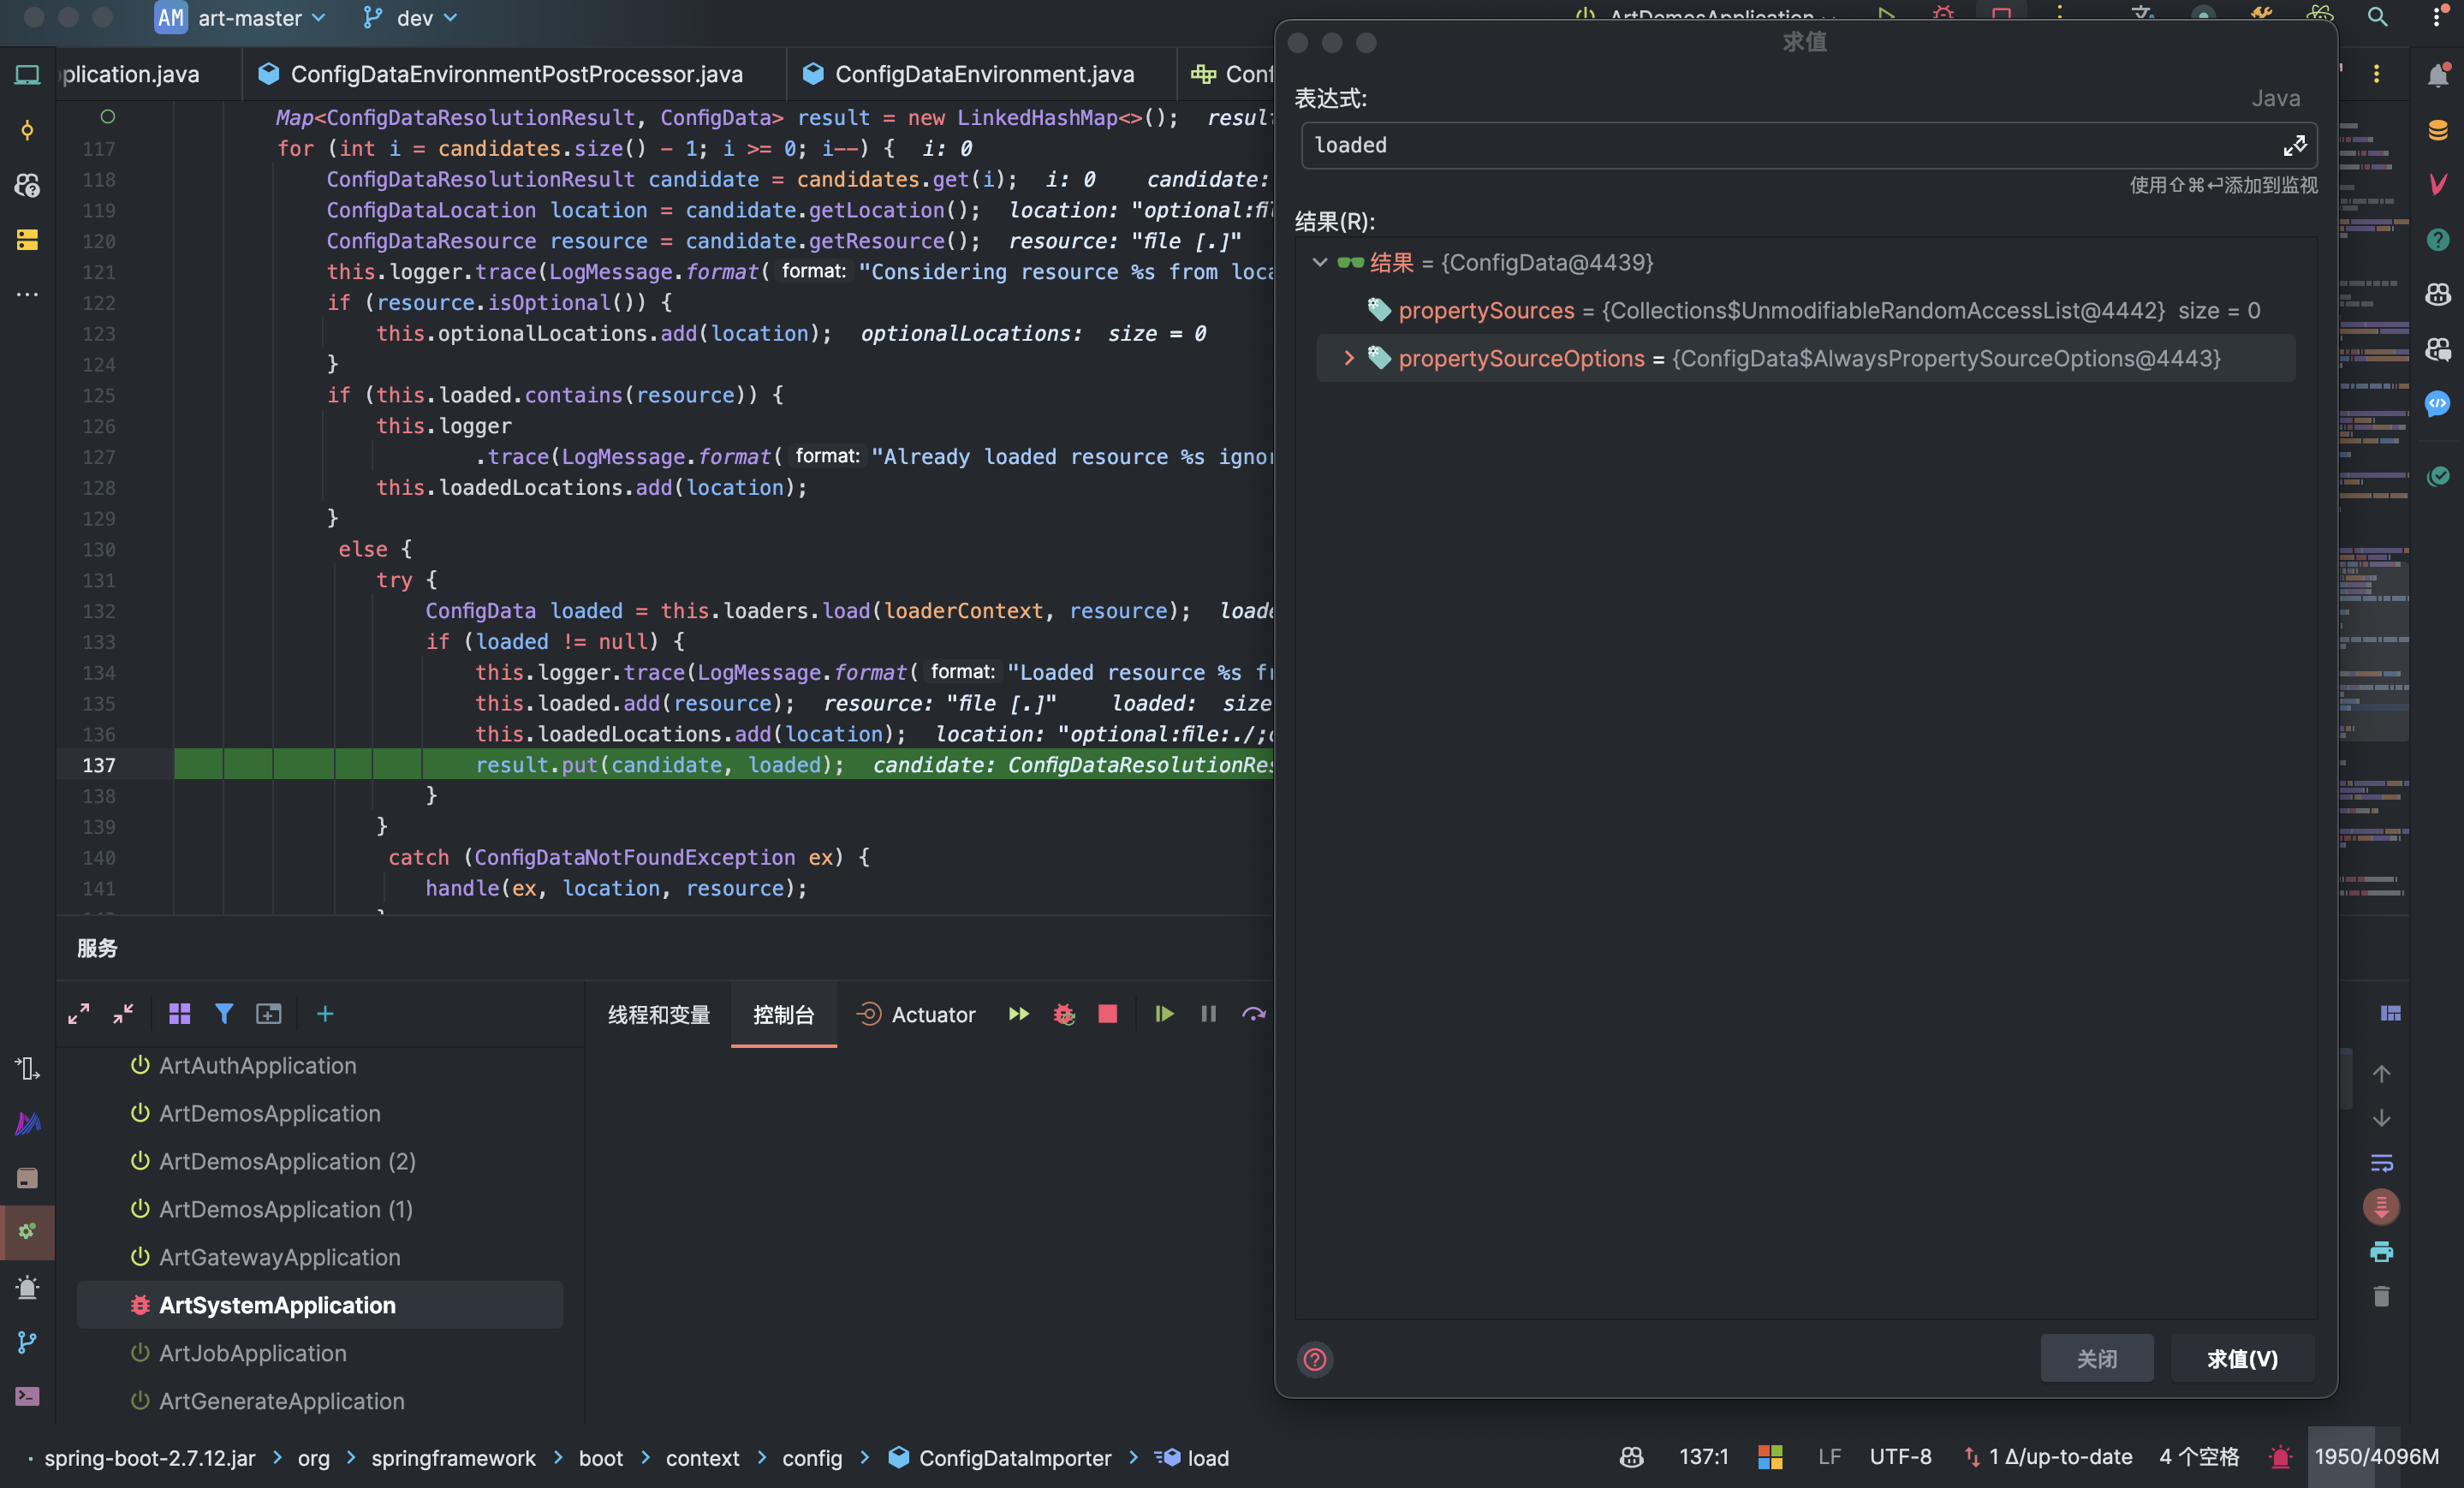 AM art-master dev
ArtDemosApplication
plication.java
ConfigDataEnvironmentPostProcessor.java
ConfigDataEnvironment.java
Conf
Map<ConfigDataResolutionResult, ConfigData> result = new LinkedHashMap<>(); result
117 for (int i = candidates.size() - 1; i >= 0; i--) { i: 0
118 ConfigDataResolutionResult candidate = candidates.get(i); i: 0 candidate:
119 ConfigDataLocation location = candidate.getLocation(); location: "optional:fil
120 ConfigDataResource resource = candidate.getResource(); resource: "file [.]"
121 this.logger.trace(LogMessage.format( format: "Considering resource %s from loca
122 if (resource.isOptional()) {
123 this.optionalLocations.add(location); optionalLocations: size = 0
124 }
125 if (this.loaded.contains(resource)) {
126 this.logger
127 .trace(LogMessage.format( format: "Already loaded resource %s ignor
128 this.loadedLocations.add(location);
129 }
130 else {
131 try {
132 ConfigData loaded = this.loaders.load(loaderContext, resource); loade
133 if (loaded != null) {
134 this.logger.trace(LogMessage.format( format: "Loaded resource %s fr
135 this.loaded.add(resource); resource: "file [.]" loaded: size
136 this.loadedLocations.add(location); location: "optional:file:./;o
137 result.put(candidate, loaded); candidate: ConfigDataResolutionRes
138 }
139 }
140 catch (ConfigDataNotFoundException ex) {
141 handle(ex, location, resource);
求值
表达式:
Java
loaded
使用⇧⌘⏎添加到监视
结果(R):
结果 = {ConfigData@4439}
propertySources = {Collections$UnmodifiableRandomAccessList@4442} size = 0
propertySourceOptions = {ConfigData$AlwaysPropertySourceOptions@4443}
关闭
求值(V)
服务
线程和变量
控制台
Actuator
ArtAuthApplication
ArtDemosApplication
ArtDemosApplication (2)
ArtDemosApplication (1)
ArtGatewayApplication
ArtSystemApplication
ArtJobApplication
ArtGenerateApplication
spring-boot-2.7.12.jar > org > springframework > boot > context > config > ConfigDataImporter > load
137:1
LF
UTF-8
1 Δ/up-to-date
4 个空格
1950/4096M